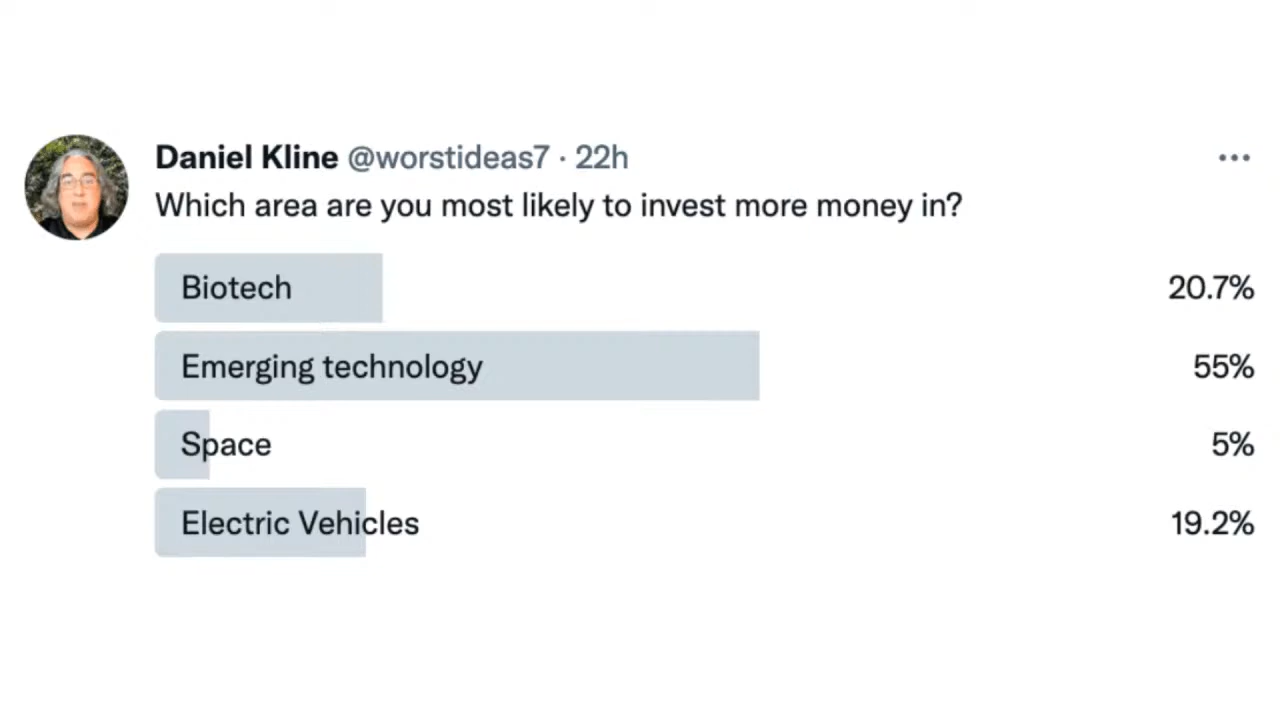 Daniel Kline @worstideas7 · 22h
Which area are you most likely to invest more money in?
Biotech 20.7%
Emerging technology 55%
Space 5%
Electric Vehicles 19.2%